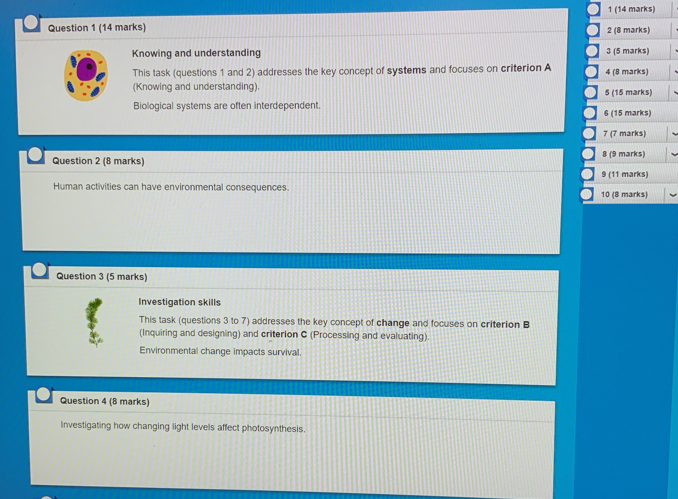 Question 1 (14 marks)
Knowing and understanding
This task (questions 1 and 2) addresses the key concept of systems and focuses on criterion A
(Knowing and understanding).
Biological systems are often interdependent.
Question 2 (8 marks)
Human activities can have environmental consequences.
Question 3 (5 marks)
Investigation skills
This task (questions 3 to 7) addresses the key concept of change and focuses on criterion B
(Inquiring and designing) and criterion C (Processing and evaluating).
Environmental change impacts survival.
Question 4 (8 marks)
Investigating how changing light levels affect photosynthesis.
1 (14 marks)
2 (8 marks)
3 (5 marks)
4 (8 marks)
5 (15 marks)
6 (15 marks)
7 (7 marks)
8 (9 marks)
9 (11 marks)
10 (8 marks)